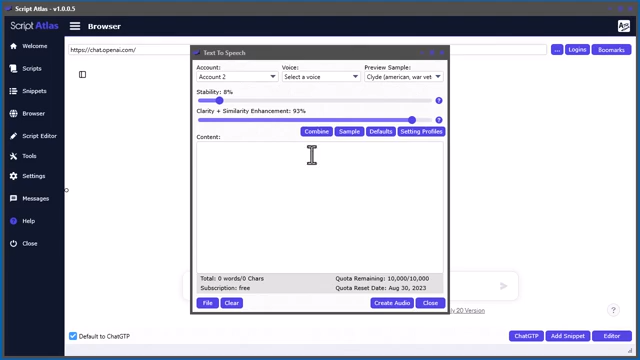 Script Atlas - v1.0.0.5
Script Atlas
Browser
https://chat.openai.com/
...
Logins
Boomarks
Welcome
Scripts
Snippets
Browser
Script Editor
Tools
Settings
Messages
Help
Close
Text To Speech
Account:
Voice:
Preview Sample:
Account 2
Select a voice
Clyde (american, war vet
Stability: 8%
?
Clarity + Similarity Enhancement: 93%
?
Combine
Sample
Defaults
Setting Profiles
Content:
Total: 0 words/0 Chars
Quota Remaining: 10,000/10,000
Subscription: free
Quota Reset Date: Aug 30, 2023
File
Clear
Create Audio
Close
ly 20 Version
?
Default to ChatGTP
ChatGTP
Add Snippet
Editor